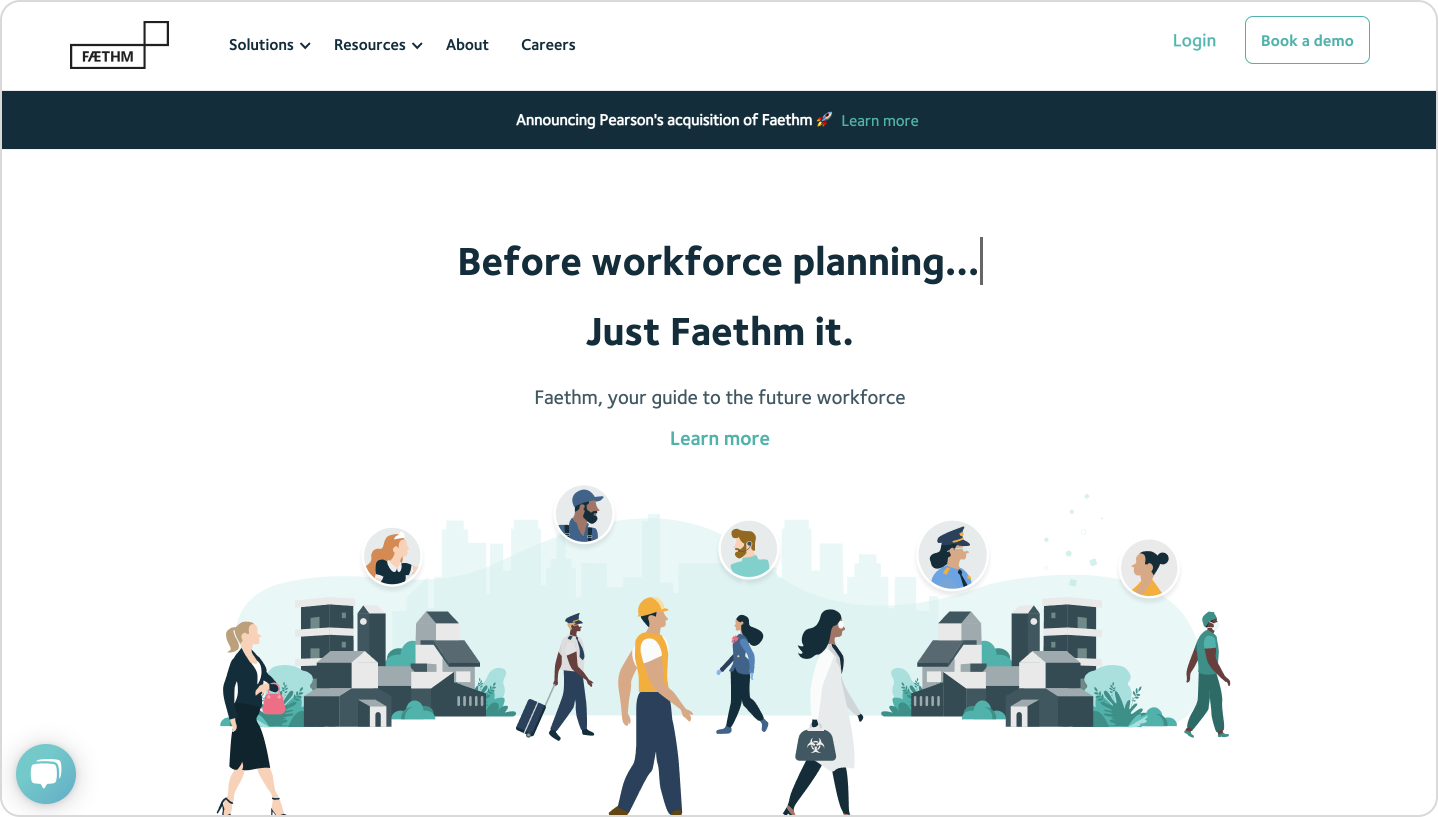 FÆTHM
Solutions
Resources
About
Careers
Login
Book a demo
Announcing Pearson's acquisition of Faethm 🚀 Learn more
Before workforce planning...
Just Faethm it.
Faethm, your guide to the future workforce
Learn more